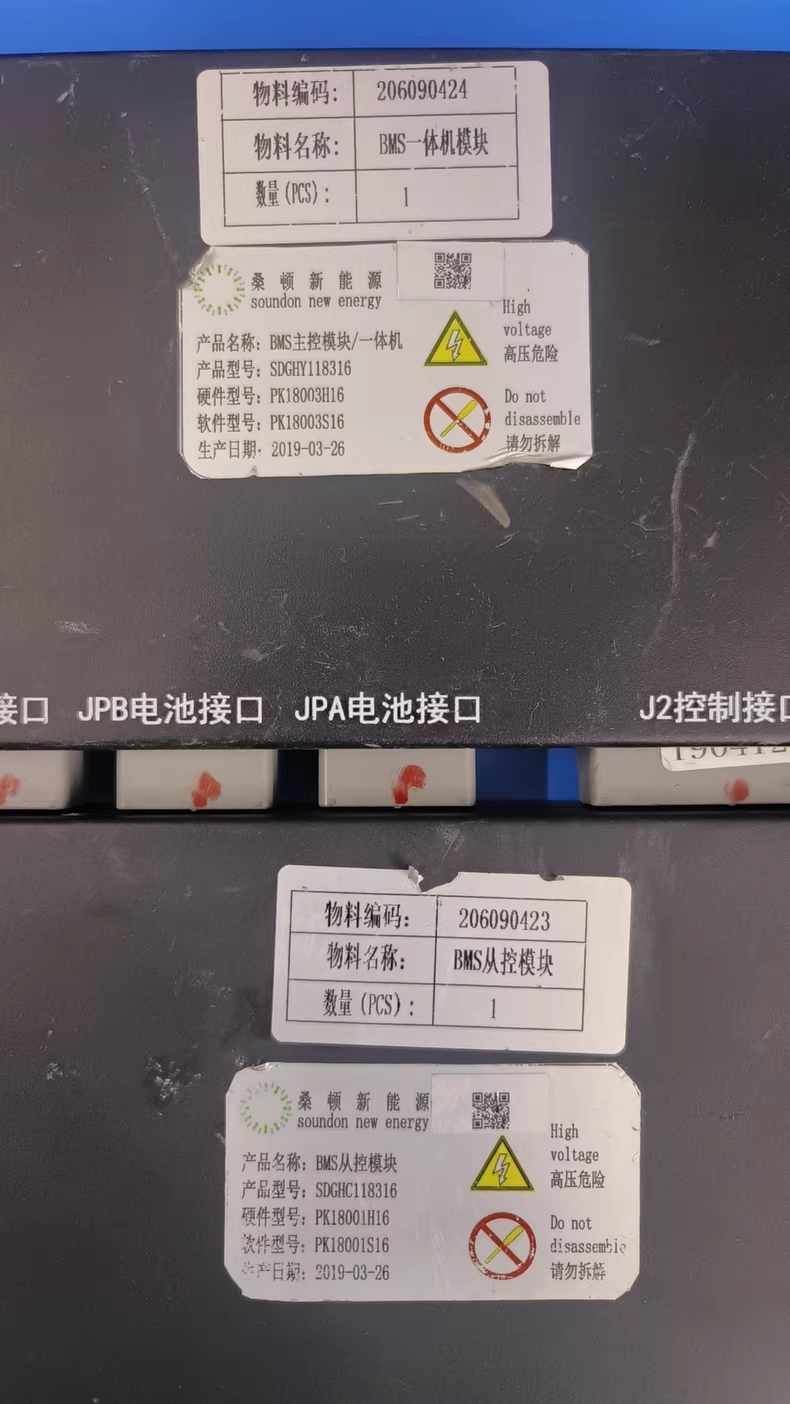 物料编码: 206090424
物料名称: BMS一体机模块
数量(PCS): 1
桑顿新能源
soundon new energy
产品名称: BMS主控模块/一体机
产品型号: SDGHY118316
硬件型号: PK18003H16
软件型号: PK18003S16
生产日期: 2019-03-26
High
voltage
高压危险
Do not
disassemble
请勿拆解
接口 JPB电池接口 JPA电池接口 J2控制接口
物料编码: 206090423
物料名称: BMS从控模块
数量(PCS): 1
桑顿新能源
soundon new energy
产品名称: BMS从控模块
产品型号: SDGHC118316
硬件型号: PK18001H16
软件型号: PK18001S16
生产日期: 2019-03-26
High
voltage
高压危险
Do not
disassemble
请勿拆解